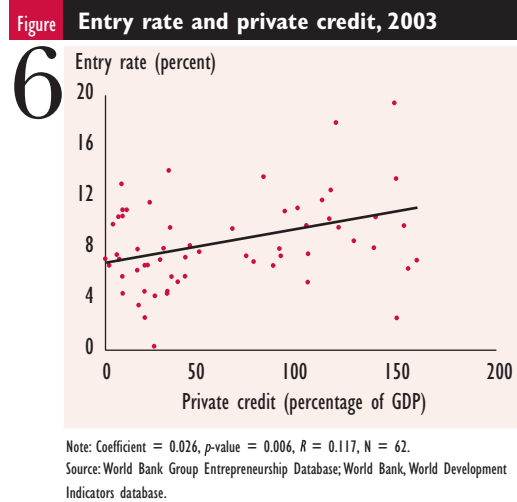 Figure Entry rate and private credit, 2003
6
Entry rate (percent)
20
16
12
8
4
0
0 50 100 150 200
Private credit (percentage of GDP)
Note: Coefficient = 0.026, p-value = 0.006, R = 0.117, N = 62.
Source: World Bank Group Entrepreneurship Database; World Bank, World Development
Indicators database.